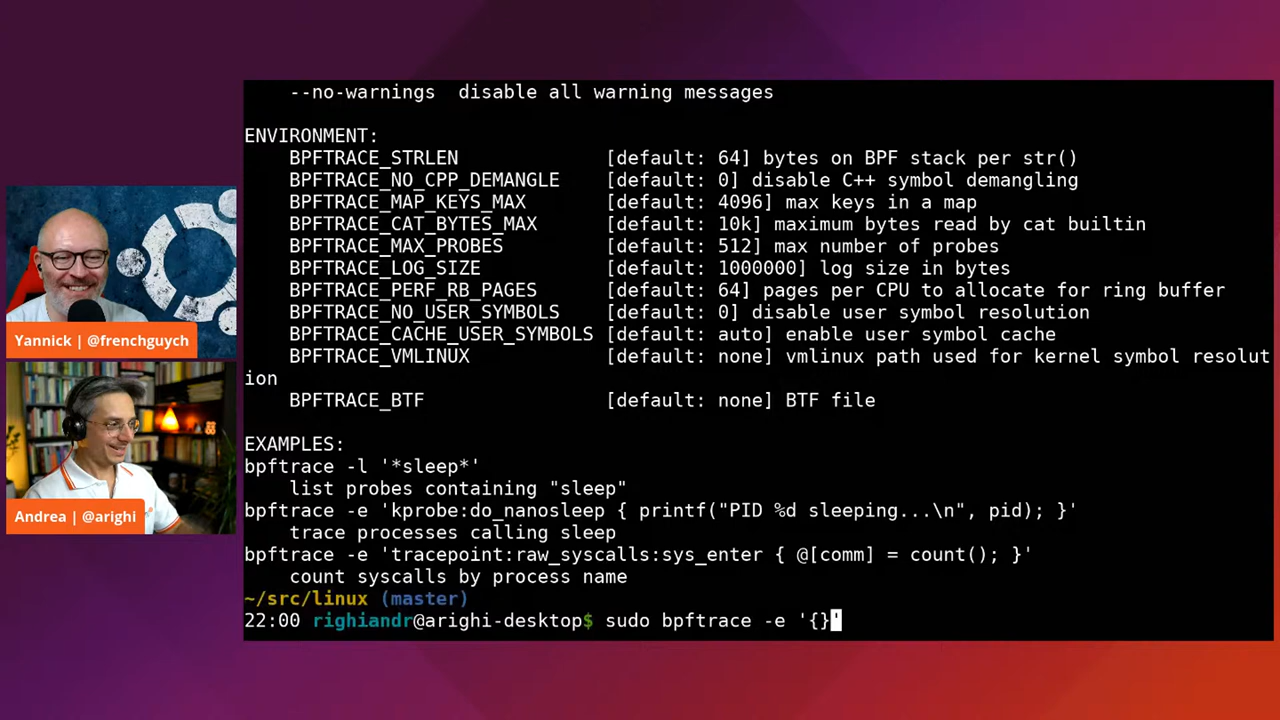 --no-warnings  disable all warning messages
ENVIRONMENT:
BPFTRACE_STRLEN [default: 64] bytes on BPF stack per str()
BPFTRACE_NO_CPP_DEMANGLE [default: 0] disable C++ symbol demangling
BPFTRACE_MAP_KEYS_MAX [default: 4096] max keys in a map
BPFTRACE_CAT_BYTES_MAX [default: 10k] maximum bytes read by cat builtin
BPFTRACE_MAX_PROBES [default: 512] max number of probes
BPFTRACE_LOG_SIZE [default: 1000000] log size in bytes
BPFTRACE_PERF_RB_PAGES [default: 64] pages per CPU to allocate for ring buffer
BPFTRACE_NO_USER_SYMBOLS [default: 0] disable user symbol resolution
BPFTRACE_CACHE_USER_SYMBOLS [default: auto] enable user symbol cache
BPFTRACE_VMLINUX [default: none] vmlinux path used for kernel symbol resolut
ion
BPFTRACE_BTF [default: none] BTF file
EXAMPLES:
bpftrace -l '*sleep*'
list probes containing "sleep"
bpftrace -e 'kprobe:do_nanosleep { printf("PID %d sleeping...\n", pid); }'
trace processes calling sleep
bpftrace -e 'tracepoint:raw_syscalls:sys_enter { @[comm] = count(); }'
count syscalls by process name
~/src/linux (master)
22:00 righiandr@arighi-desktop$ sudo bpftrace -e '{}'
Yannick | @frenchguych
Andrea | @arighi